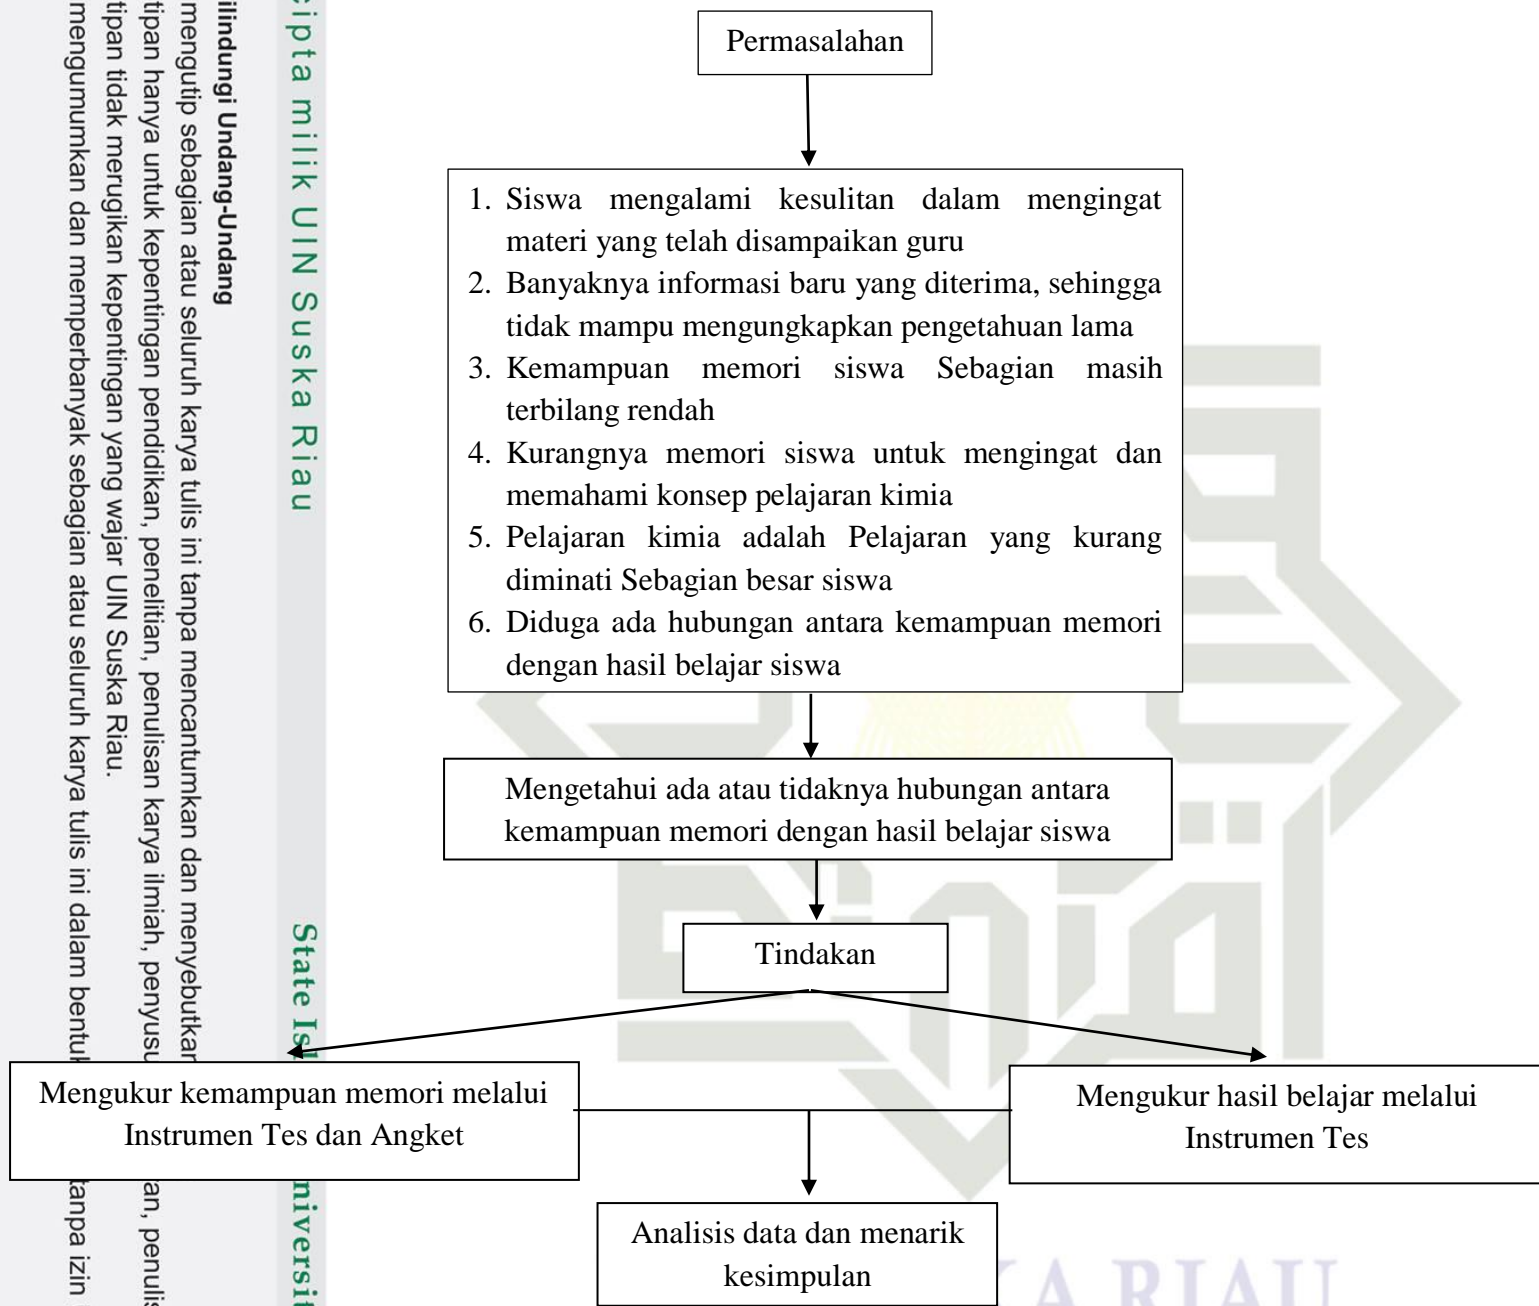 Permasalahan
1. Siswa mengalami kesulitan dalam mengingat
materi yang telah disampaikan guru
2. Banyaknya informasi baru yang diterima, sehingga
tidak mampu mengungkapkan pengetahuan lama
3. Kemampuan memori siswa Sebagian masih
terbilang rendah
4. Kurangnya memori siswa untuk mengingat dan
memahami konsep pelajaran kimia
5. Pelajaran kimia adalah Pelajaran yang kurang
diminati Sebagian besar siswa
6. Diduga ada hubungan antara kemampuan memori
dengan hasil belajar siswa
Mengetahui ada atau tidaknya hubungan antara
kemampuan memori dengan hasil belajar siswa
Tindakan
Mengukur kemampuan memori melalui
Instrumen Tes dan Angket
Mengukur hasil belajar melalui
Instrumen Tes
Analisis data dan menarik
kesimpulan
cipta milik UIN Suska Riau
State Isl
niversit
ilindungi Undang-Undang
mengutip sebagian atau seluruh karya tulis ini tanpa mencantumkan dan menyebutkan
tipan hanya untuk kepentingan pendidikan, penelitian, penulisan karya ilmiah, penyusu an, penulis
tipan tidak merugikan kepentingan yang wajar UIN Suska Riau.
mengumumkan dan memperbanyak sebagian atau seluruh karya tulis ini dalam bentuk tanpa izin
KA RIAU